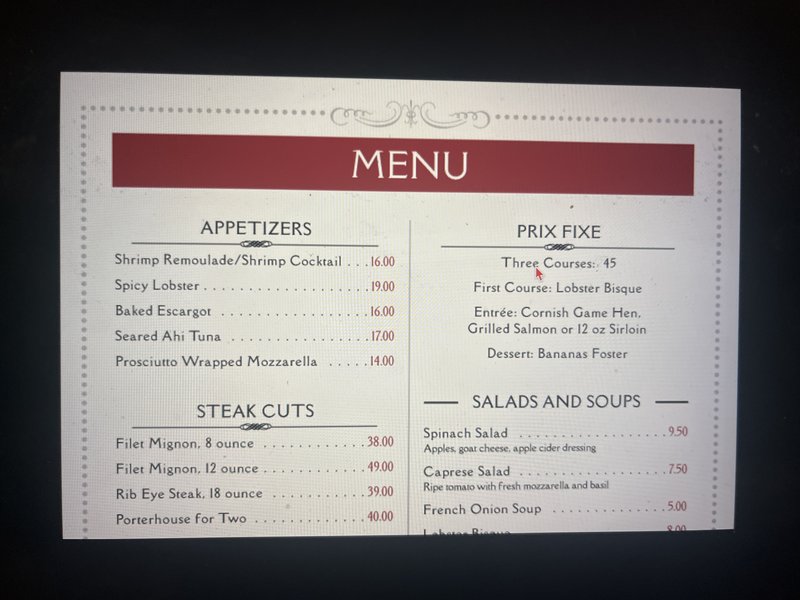 MENU
APPETIZERS
Shrimp Remoulade/Shrimp Cocktail . . . 16.00
Spicy Lobster . . . . . . . . . . . . . . . . . . . . . 19.00
Baked Escargot . . . . . . . . . . . . . . . . . . . 16.00
Seared Ahi Tuna . . . . . . . . . . . . . . . . . . 17.00
Prosciutto Wrapped Mozzarella . . . . . 14.00
STEAK CUTS
Filet Mignon, 8 ounce . . . . . . . . . . . . . 38.00
Filet Mignon, 12 ounce . . . . . . . . . . . . . 49.00
Rib Eye Steak, 18 ounce . . . . . . . . . . . . 39.00
Porterhouse for Two . . . . . . . . . . . . . . 40.00
PRIX FIXE
Three Courses: 45
First Course: Lobster Bisque
Entrée: Cornish Game Hen,
Grilled Salmon or 12 oz Sirloin
Dessert: Bananas Foster
SALADS AND SOUPS
Spinach Salad . . . . . . . . . . . . . . . . . . 9.50
Apples, goat cheese, apple cider dressing
Caprese Salad . . . . . . . . . . . . . . . . . . . 7.50
Ripe tomato with fresh mozzarella and basil
French Onion Soup . . . . . . . . . . . . . . 5.00
Lobster Bisque 8.00